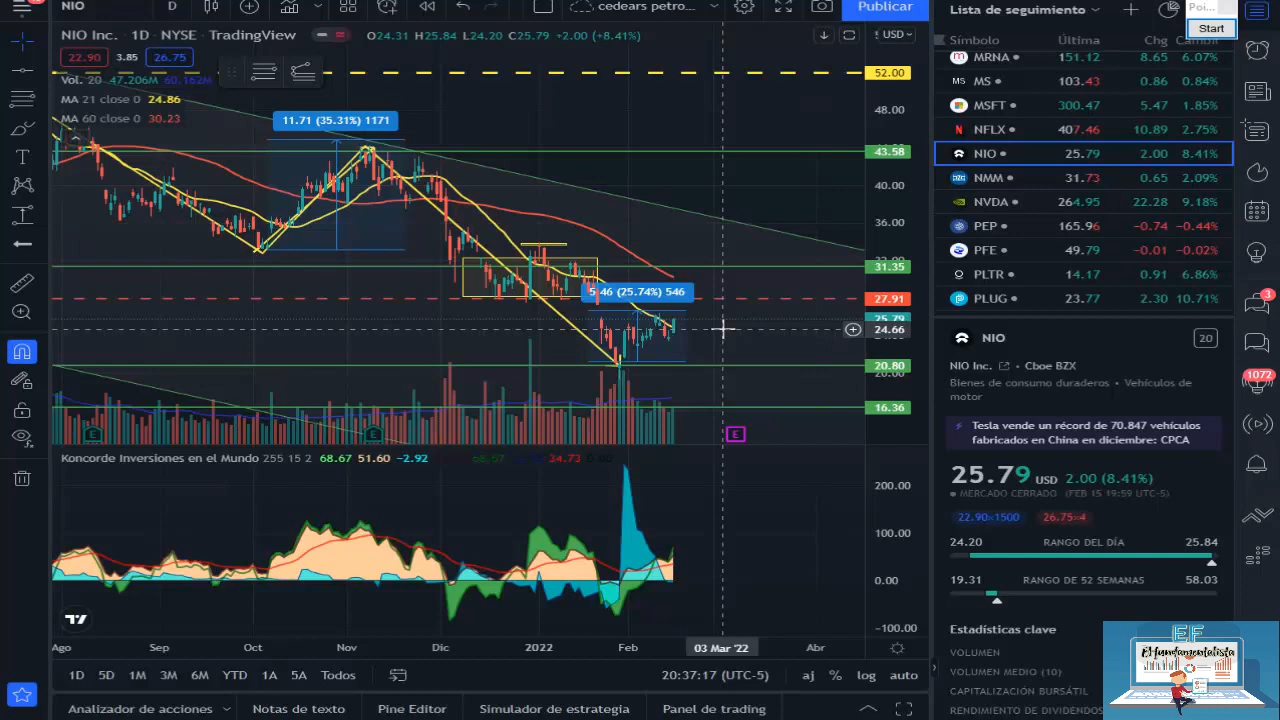 NIO
D
cedears petro...
Publicar
NIO Inc. · 1D · NYSE · TradingView
O24.31 H25.84 L24.20 C25.79 +2.00 (+8.41%)
USD
22.90
3.85
26.75
Vol. 20 47.206M 60.162M
MA 21 close 0 24.86
MA 60 close 0 30.23
11.71 (35.31%) 1171
5.46 (25.74%) 546
52.00
48.00
43.58
40.00
36.00
31.35
27.91
25.79
24.66
20.80
20.00
16.36
E
E
E
Koncorde Inversiones en el Mundo 255 15 2 68.67 51.60 −2.92
200.00
100.00
0.00
−100.00
Ago
Sep
Oct
Nov
Dic
2022
Feb
03 Mar '22
Abr
1D
5D
1M
3M
6M
YTD
1A
5A
Todos
20:37:17 (UTC-5)
aj
%
log
auto
Analizador de acciones
Notas de texto
Pine Editor
Panel de trading
Lista de seguimiento
Poi...
Start
Símbolo
Última
Chg
MRNA 151.12 8.65 6.07%
MS 103.43 0.86 0.84%
MSFT 300.47 5.47 1.85%
NFLX 407.46 10.89 2.75%
NIO 25.79 2.00 8.41%
NMM 31.73 0.65 2.09%
NVDA 264.95 22.28 9.18%
PEP 165.96 −0.74 −0.44%
PFE 49.79 −0.01 −0.02%
PLTR 14.17 0.91 6.86%
PLUG 23.77 2.30 10.71%
3
1072
NIO
20
NIO Inc. · Cboe BZX
Bienes de consumo duraderos · Vehículos de
motor
Tesla vende un récord de 70.847 vehículos
fabricados en China en diciembre: CPCA
25.79 USD 2.00 (8.41%)
MERCADO CERRADO (FEB 15 19:59 UTC-5)
22.90×1500
26.75×4
24.20 RANGO DEL DÍA 25.84
19.31 RANGO DE 52 SEMANAS 58.03
Estadísticas clave
VOLUMEN
VOLUMEN MEDIO (10)
CAPITALIZACIÓN BURSÁTIL
RENDIMIENTO DE DIVIDENDOS
EF
El fundamentalista